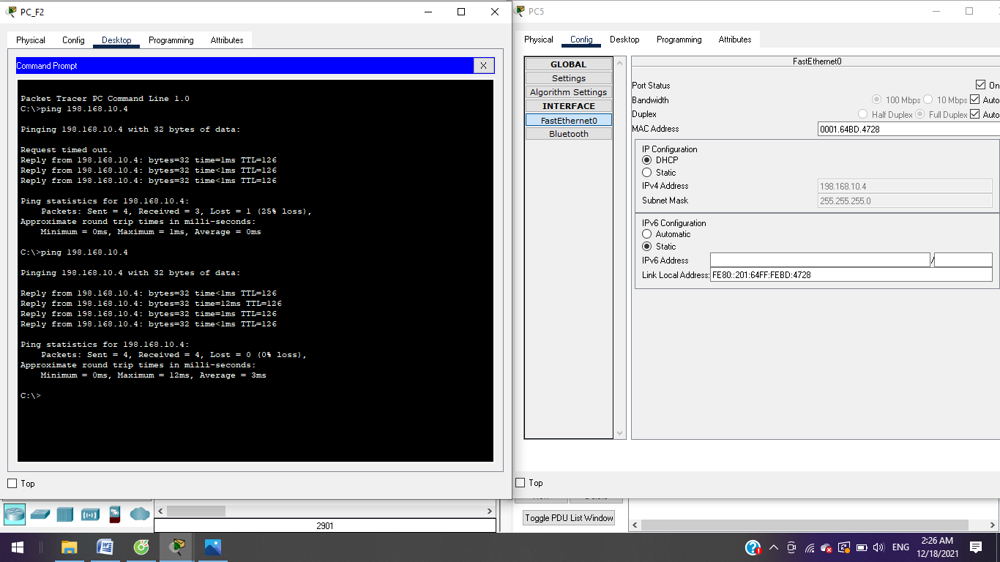 PC_F2
Physical Config Desktop Programming Attributes
Command Prompt
X
Packet Tracer PC Command Line 1.0
C:\>ping 198.168.10.4
Pinging 198.168.10.4 with 32 bytes of data:
Request timed out.
Reply from 198.168.10.4: bytes=32 time=1ms TTL=126
Reply from 198.168.10.4: bytes=32 time<1ms TTL=126
Reply from 198.168.10.4: bytes=32 time<1ms TTL=126
Ping statistics for 198.168.10.4:
Packets: Sent = 4, Received = 3, Lost = 1 (25% loss),
Approximate round trip times in milli-seconds:
Minimum = 0ms, Maximum = 1ms, Average = 0ms
C:\>ping 198.168.10.4
Pinging 198.168.10.4 with 32 bytes of data:
Reply from 198.168.10.4: bytes=32 time<1ms TTL=126
Reply from 198.168.10.4: bytes=32 time=12ms TTL=126
Reply from 198.168.10.4: bytes=32 time=1ms TTL=126
Reply from 198.168.10.4: bytes=32 time<1ms TTL=126
Ping statistics for 198.168.10.4:
Packets: Sent = 4, Received = 4, Lost = 0 (0% loss),
Approximate round trip times in milli-seconds:
Minimum = 0ms, Maximum = 12ms, Average = 3ms
C:\>
Top
PC5
Physical Config Desktop Programming Attributes
GLOBAL
Settings
Algorithm Settings
INTERFACE
FastEthernet0
Bluetooth
FastEthernet0
Port Status On
Bandwidth 100 Mbps 10 Mbps Auto
Duplex Half Duplex Full Duplex Auto
MAC Address 0001.64BD.4728
IP Configuration
DHCP
Static
IPv4 Address 198.168.10.4
Subnet Mask 255.255.255.0
IPv6 Configuration
Automatic
Static
IPv6 Address /
Link Local Address: FE80::201:64FF:FEBD:4728
Top
2901
Toggle PDU List Window
ENG
2:26 AM
12/18/2021